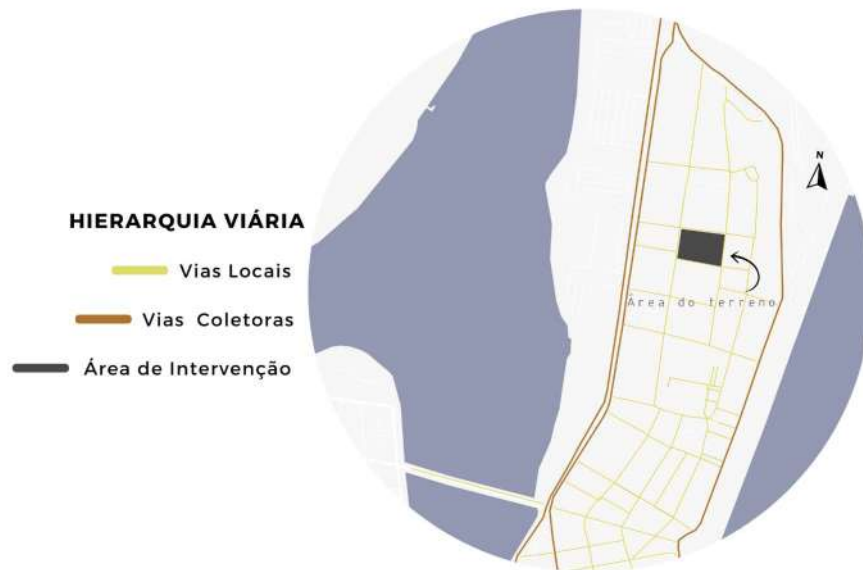 HIERARQUIA VIÁRIA
Vias Locais
Vias Coletoras
Área de Intervenção
N
Área do terreno